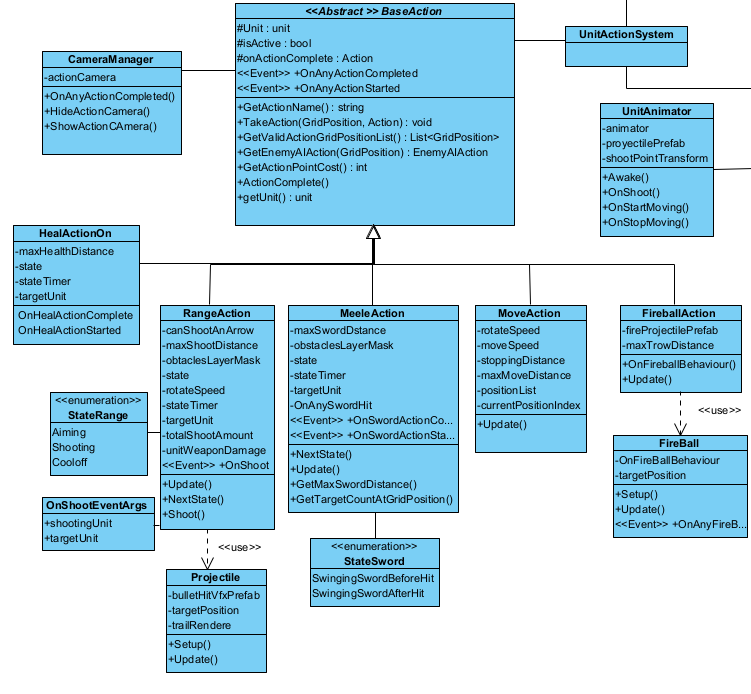 <<Abstract >> BaseAction
#Unit : unit
#isActive : bool
#onActionComplete : Action
<<Event>> +OnAnyActionCompleted
<<Event>> +OnAnyActionStarted
+GetActionName() : string
+TakeAction(GridPosition, Action) : void
+GetValidActionGridPositionList() : List<GridPosition>
+GetEnemyAIAction(GridPosition) : EnemyAIAction
+GetActionPointCost() : int
+ActionComplete()
+getUnit() : unit
UnitActionSystem
CameraManager
-actionCamera
+OnAnyActionCompleted()
+HideActionCamera()
+ShowActionCAmera()
UnitAnimator
-animator
-proyectilePrefab
-shootPointTransform
+Awake()
+OnShoot()
+OnStartMoving()
+OnStopMoving()
HealActionOn
-maxHealthDistance
-state
-stateTimer
-targetUnit
OnHealActionComplete
OnHealActionStarted
RangeAction
-canShootAnArrow
-maxShootDistance
-obtaclesLayerMask
-state
-rotateSpeed
-stateTimer
-targetUnit
-totalShootAmount
-unitWeaponDamage
<<Event>> +OnShoot
+Update()
+NextState()
+Shoot()
MeeleAction
-maxSwordDstance
-obstaclesLayerMask
-state
-stateTimer
-targetUnit
-OnAnySwordHit
<<Event>> +OnSwordActionCo...
<<Event>> +OnSwordActionSta...
+NextState()
+Update()
+GetMaxSwordDistance()
+GetTargetCountAtGridPosition()
MoveAction
-rotateSpeed
-moveSpeed
-stoppingDistance
-maxMoveDistance
-positionList
-currentPositionIndex
+Update()
FireballAction
-fireProjectilePrefab
-maxTrowDistance
+OnFireballBehaviour()
+Update()
<<use>>
FireBall
-OnFireBallBehaviour
-targetPosition
+Setup()
+Update()
<<Event>> +OnAnyFireB...
<<enumeration>>
StateRange
Aiming
Shooting
Cooloff
OnShootEventArgs
+shootingUnit
+targetUnit
<<use>>
Projectile
-bulletHitVfxPrefab
-targetPosition
-trailRendere
+Setup()
+Update()
<<enumeration>>
StateSword
SwingingSwordBeforeHit
SwingingSwordAfterHit